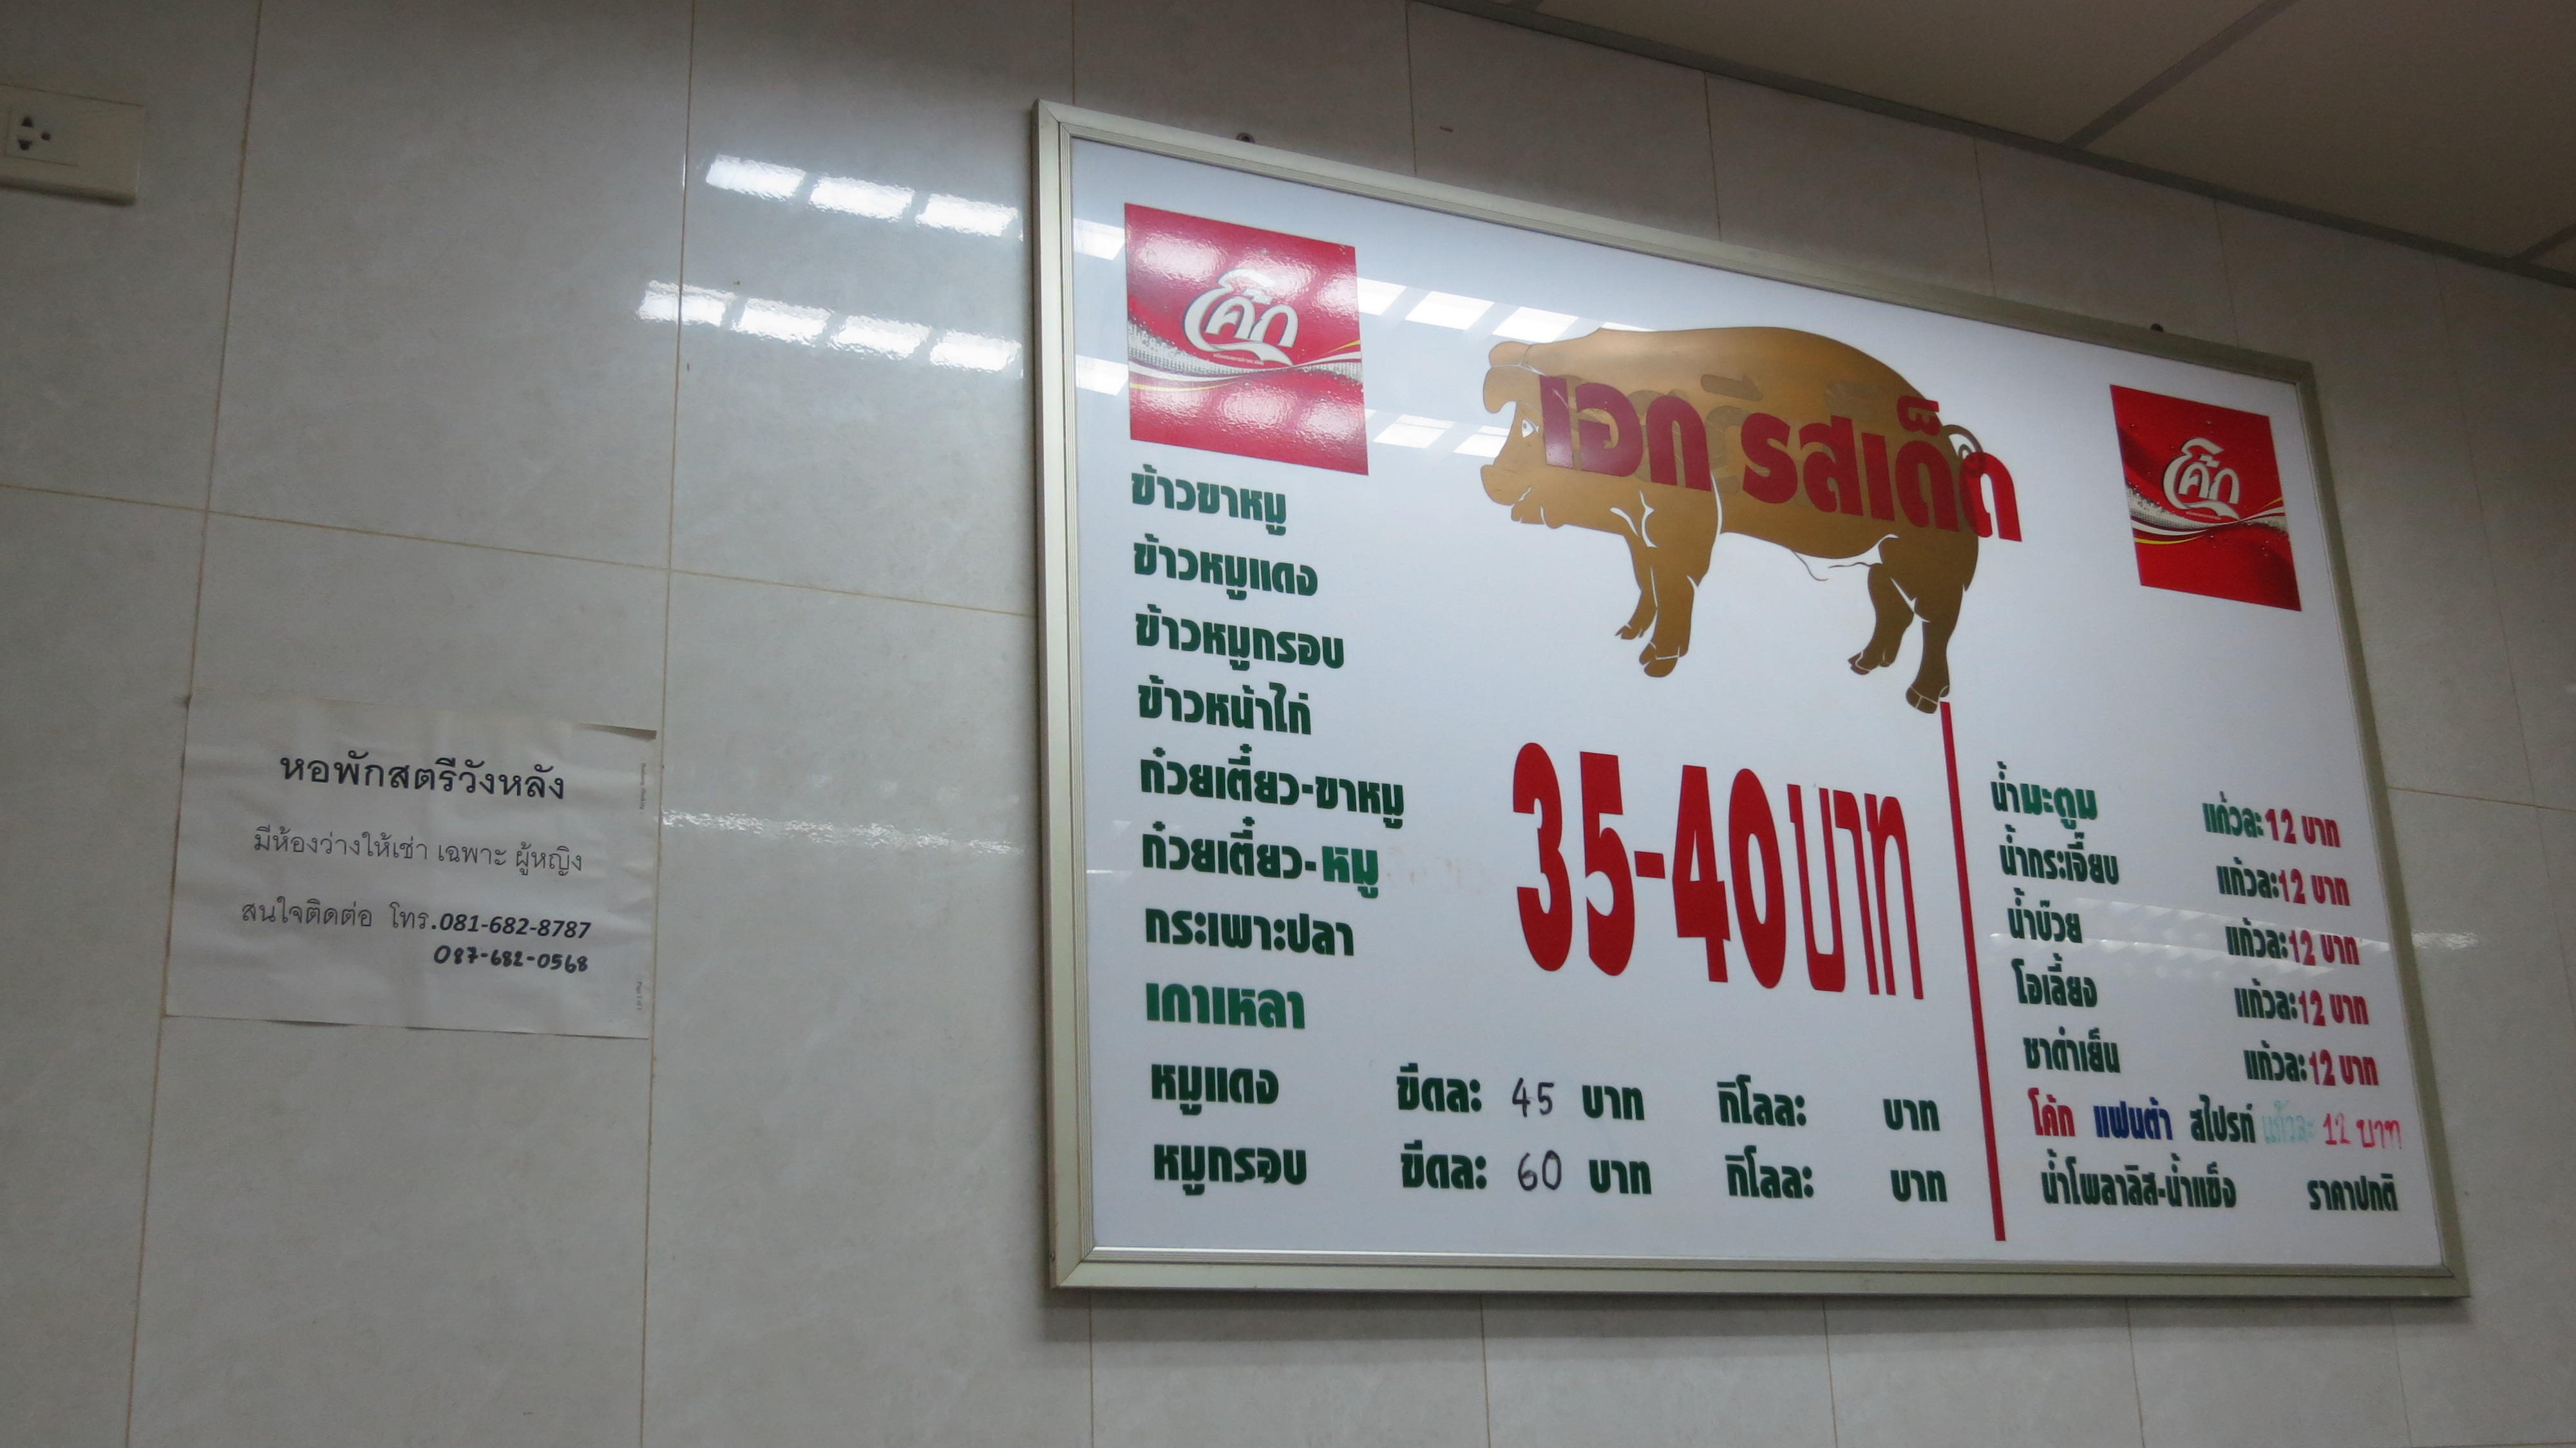 หอพักสตรีวังหลัง
มีห้องว่างให้เช่า เฉพาะ ผู้หญิง
สนใจติดต่อ โทร.081-682-8787
087-682-0568
โค้ก
โค้ก
เอก รสเด็ด
ข้าวขาหมู
ข้าวหมูแดง
ข้าวหมูกรอบ
ข้าวหน้าไก่
ก๋วยเตี๋ยว-ขาหมู
ก๋วยเตี๋ยว-หมู
กระเพาะปลา
เกาเหลา
35-40 บาท
หมูแดง ขีดละ 45 บาท กิโลละ บาท
หมูกรอบ ขีดละ 60 บาท กิโลละ บาท
น้ำมะตูม แก้วละ 12 บาท
น้ำกระเจี๊ยบ แก้วละ 12 บาท
น้ำบ๊วย แก้วละ 12 บาท
โอเลี้ยง แก้วละ 12 บาท
ชาดำเย็น แก้วละ 12 บาท
โค้ก แฟนต้า สไปรท์ แก้วละ 12 บาท
น้ำโพลาลิส-น้ำแข็ง ราคาปกติ